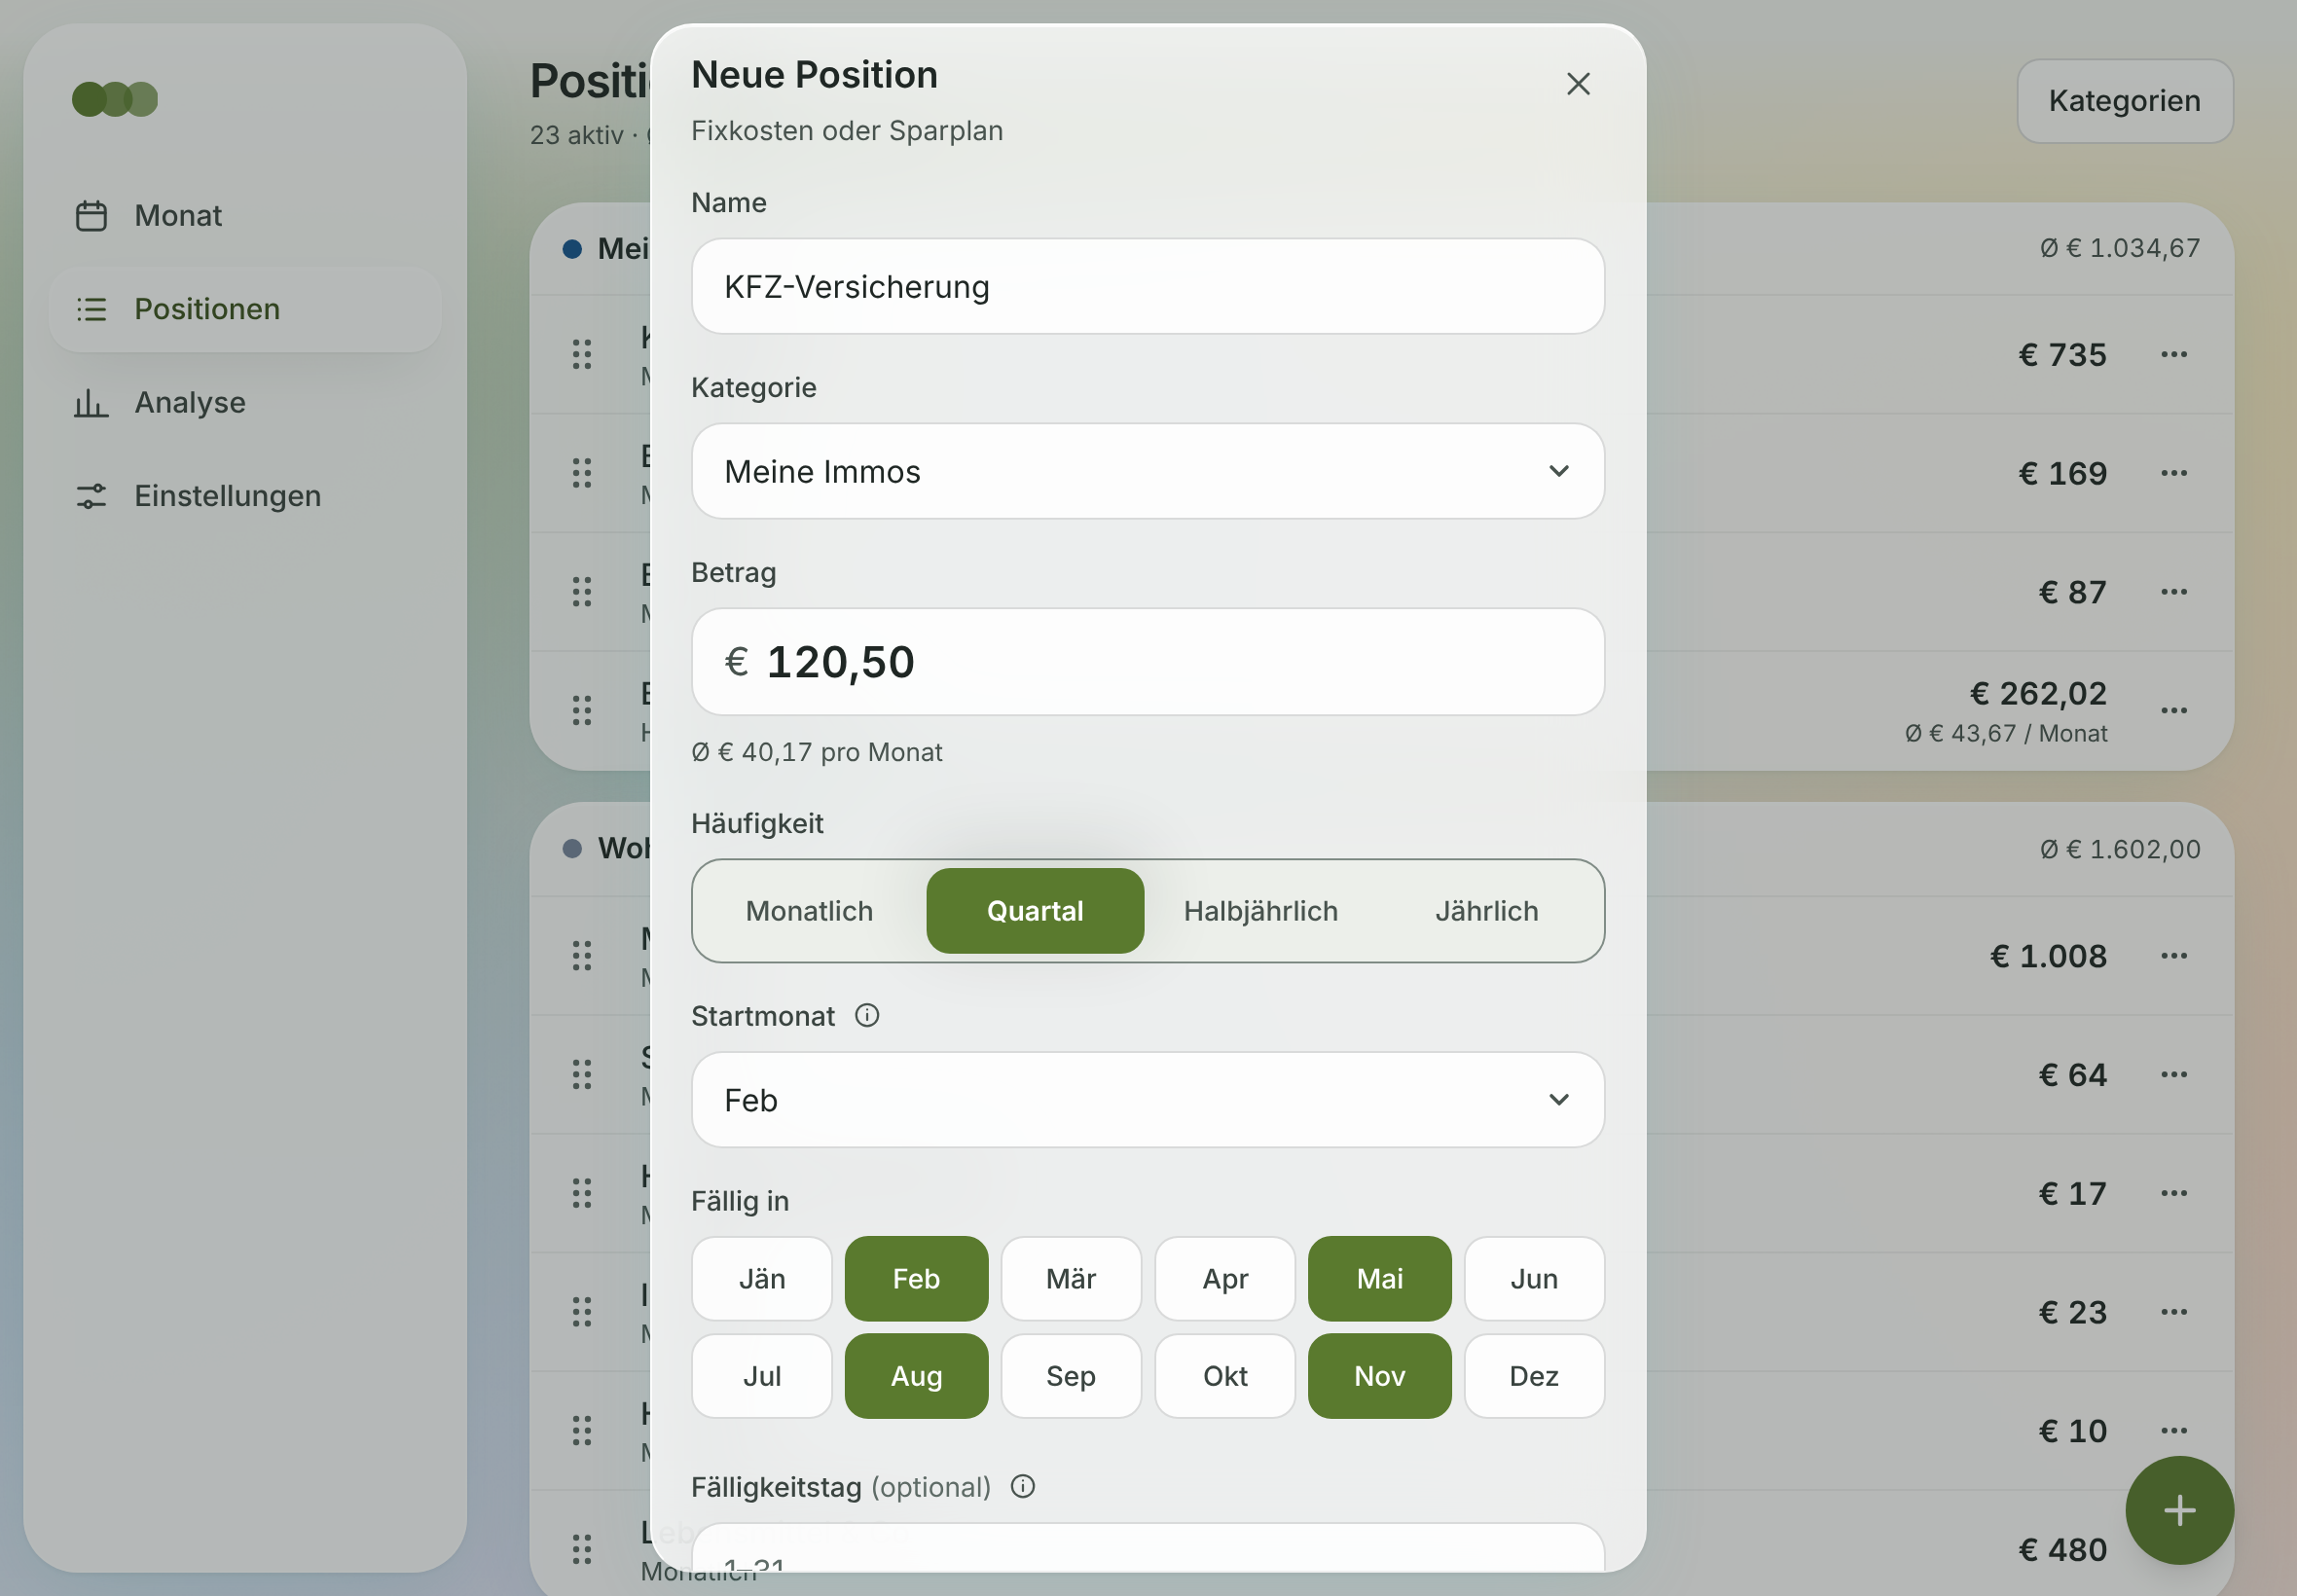 Monat
Positionen
Analyse
Einstellungen
23 aktiv ·
Kategorien
Ø € 1.034,67
€ 735
€ 169
€ 87
€ 262,02
Ø € 43,67 / Monat
Ø € 1.602,00
€ 1.008
€ 64
€ 17
€ 23
€ 10
€ 480
Monatlich
Neue Position
Fixkosten oder Sparplan
Name
KFZ-Versicherung
Kategorie
Meine Immos
Betrag
€ 120,50
Ø € 40,17 pro Monat
Häufigkeit
Monatlich Quartal Halbjährlich Jährlich
Startmonat
Feb
Fällig in
Jän Feb Mär Apr Mai Jun
Jul Aug Sep Okt Nov Dez
Fälligkeitstag (optional)
1–31